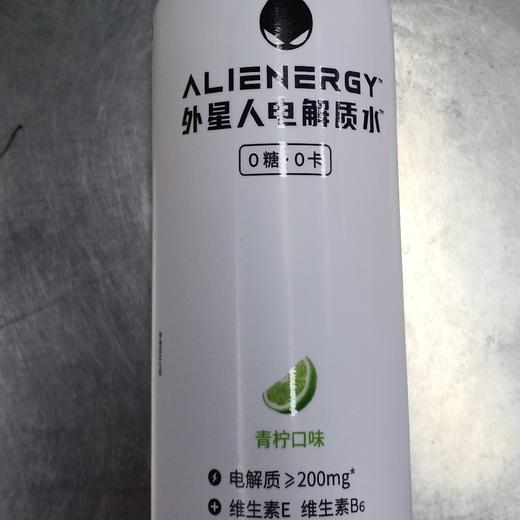 ALIENERGY™
外星人电解质水™
0糖·0卡
青柠口味
电解质≥200mg*
维生素E 维生素B6